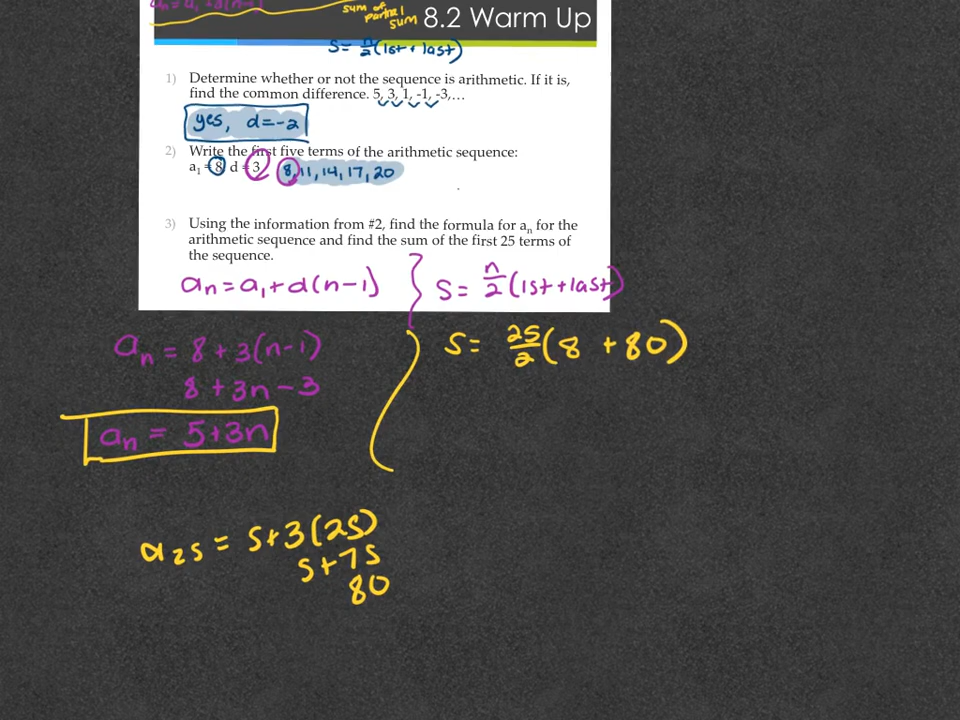 sum of
partial
sum
8.2 Warm Up
S = n/2 (1st + last)
1) Determine whether or not the sequence is arithmetic. If it is,
find the common difference. 5, 3, 1, -1, -3,…
yes, d=-2
2) Write the first five terms of the arithmetic sequence:
a₁ = 8, d = 3
8, 11, 14, 17, 20
3) Using the information from #2, find the formula for aₙ for the
arithmetic sequence and find the sum of the first 25 terms of
the sequence.
aₙ = a₁ + d(n-1)
S = n/2 (1st + last)
aₙ = 8 + 3(n-1)
8 + 3n - 3
aₙ = 5+3n
S = 25/2 (8 + 80)
a₂₅ = 5+3(25)
5+75
80